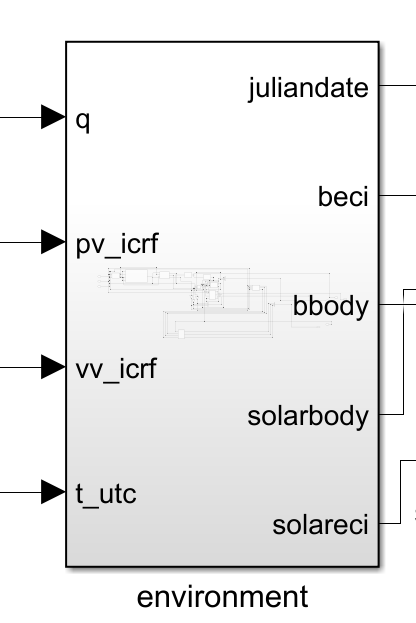 juliandate
q
beci
pv_icrf
bbody
vv_icrf
solarbody
t_utc
solareci
environment